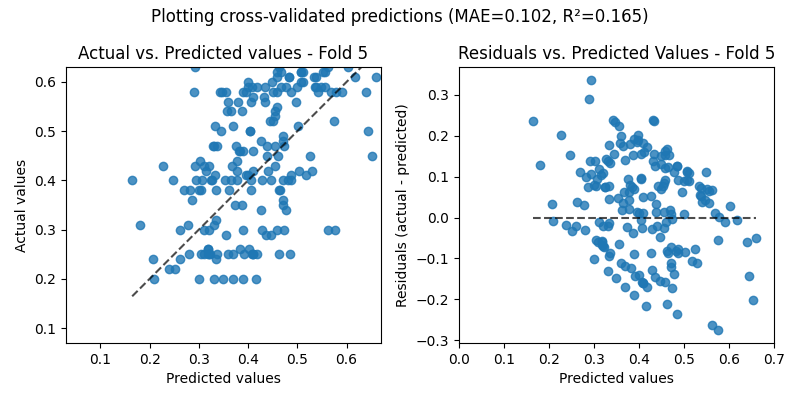 Plotting cross-validated predictions (MAE=0.102, R²=0.165)
Actual vs. Predicted values - Fold 5
Actual values
0.6
0.5
0.4
0.3
0.2
0.1
0.1 0.2 0.3 0.4 0.5 0.6
Predicted values
Residuals vs. Predicted Values - Fold 5
Residuals (actual - predicted)
0.3
0.2
0.1
0.0
−0.1
−0.2
−0.3
0.0 0.1 0.2 0.3 0.4 0.5 0.6 0.7
Predicted values